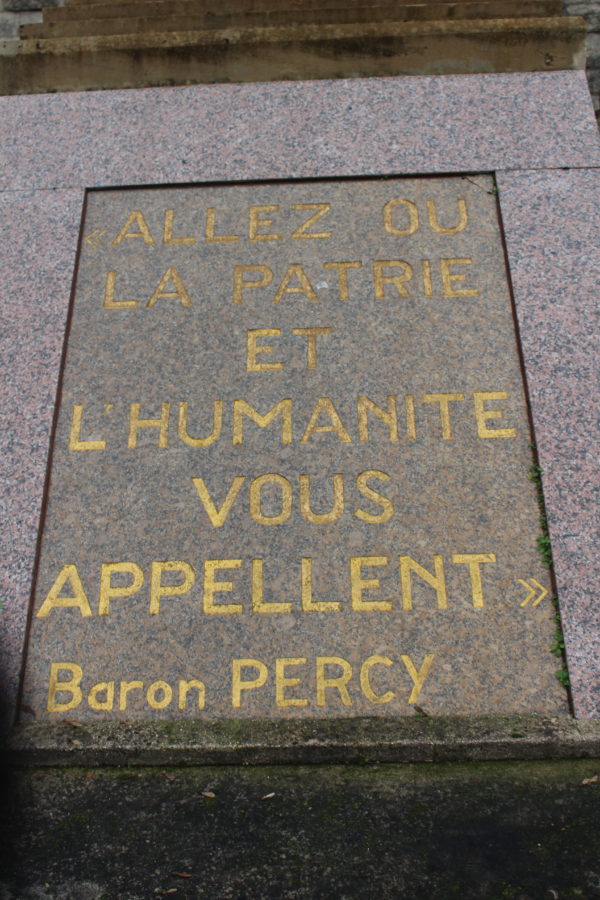 «ALLEZ OU
LA PATRIE
ET
L'HUMANITE
VOUS
APPELLENT»
Baron PERCY